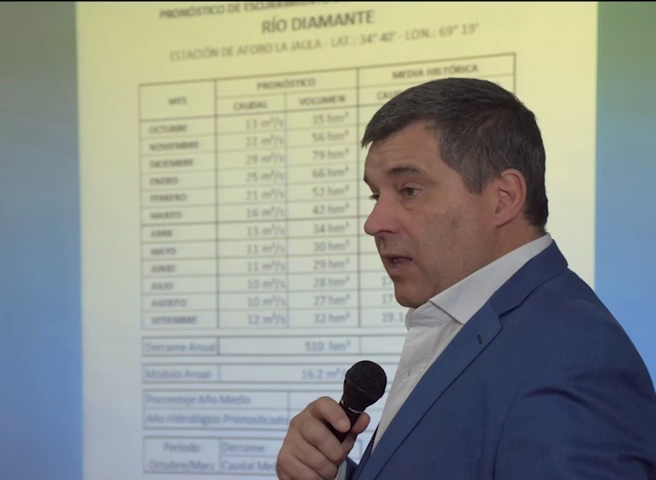 PRONÓSTICO DE ESCURRIMIENTO
RÍO DIAMANTE
ESTACIÓN DE AFORO LA JAULA - LAT.: 34° 40' - LON.: 69° 19'
MES PRONÓSTICO MEDIA HISTÓRICA
CAUDAL VOLUMEN
OCTUBRE 13 m³/s 35 hm³
NOVIEMBRE 22 m³/s 56 hm³
DICIEMBRE 29 m³/s 79 hm³
ENERO 25 m³/s 66 hm³
FEBRERO 21 m³/s 52 hm³
MARZO 16 m³/s 42 hm³
ABRIL 13 m³/s 34 hm³
MAYO 11 m³/s 30 hm³
JUNIO 11 m³/s 29 hm³
JULIO 10 m³/s 28 hm³
AGOSTO 10 m³/s 27 hm³
SETIEMBRE 12 m³/s 32 hm³ 19.1
Derrame Anual 510 hm³
Módulo Anual 16.2 m³/s
Porcentaje Año Medio
Año Hidrológico Pronosticado
Período Derrame
Octubre/Marz Caudal Me